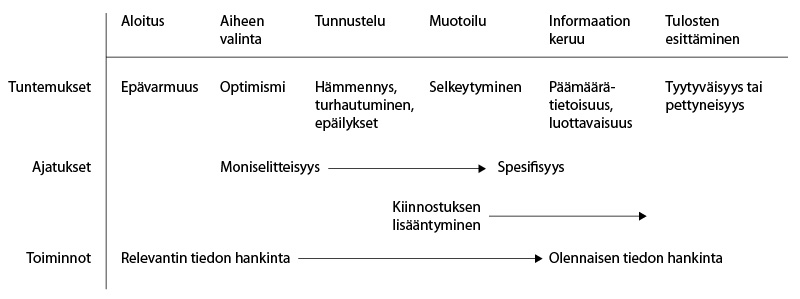 Aloitus
Aiheen
valinta
Tunnustelu
Muotoilu
Informaation
keruu
Tulosten
esittäminen
Tuntemukset
Epävarmuus
Optimismi
Hämmennys,
turhautuminen,
epäilykset
Selkeytyminen
Päämäärä-
tietoisuus,
luottavaisuus
Tyytyväisyys tai
pettyneisyys
Ajatukset
Moniselitteisyys
Spesifisyys
Kiinnostuksen
lisääntyminen
Toiminnot
Relevantin tiedon hankinta
Olennaisen tiedon hankinta